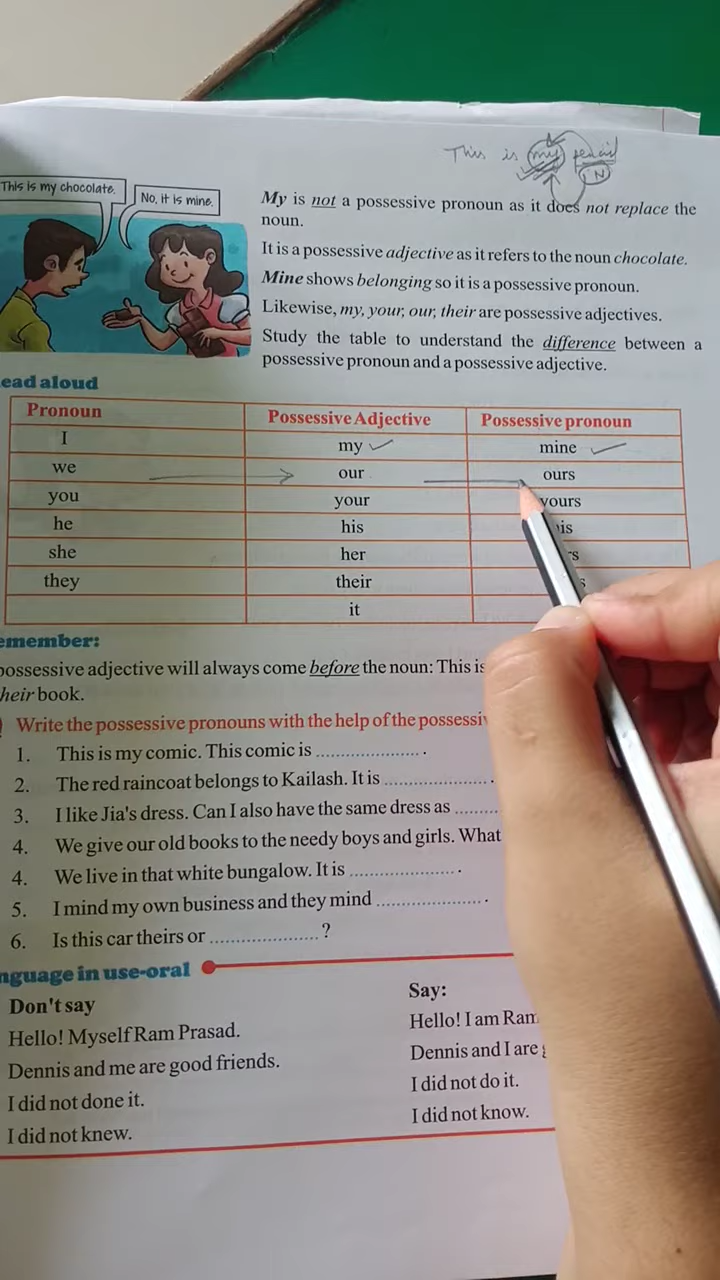 This is my pencil
N
This is my chocolate.
No, it is mine.
My is not a possessive pronoun as it does not replace the
noun.
It is a possessive adjective as it refers to the noun chocolate.
Mine shows belonging so it is a possessive pronoun.
Likewise, my, your, our, their are possessive adjectives.
Study the table to understand the difference between a
possessive pronoun and a possessive adjective.
ead aloud
Pronoun Possessive Adjective Possessive pronoun
I my mine
we our ours
you your yours
he his is
she her rs
they their s
it
emember:
possessive adjective will always come before the noun: This is
heir book.
Write the possessive pronouns with the help of the possessi
1. This is my comic. This comic is .................... .
2. The red raincoat belongs to Kailash. It is .................... .
3. I like Jia's dress. Can I also have the same dress as ........
4. We give our old books to the needy boys and girls. What
4. We live in that white bungalow. It is .................... .
5. I mind my own business and they mind .................... .
6. Is this car theirs or .................... ?
nguage in use-oral
Don't say Say:
Hello! Myself Ram Prasad. Hello! I am Ram
Dennis and me are good friends. Dennis and I are
I did not done it. I did not do it.
I did not knew. I did not know.